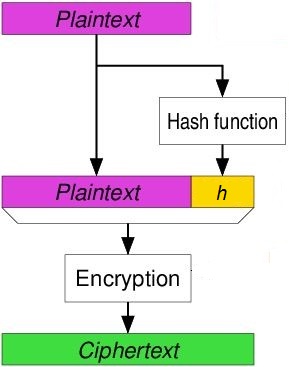 Plaintext
Hash function
Plaintext h
Encryption
Ciphertext